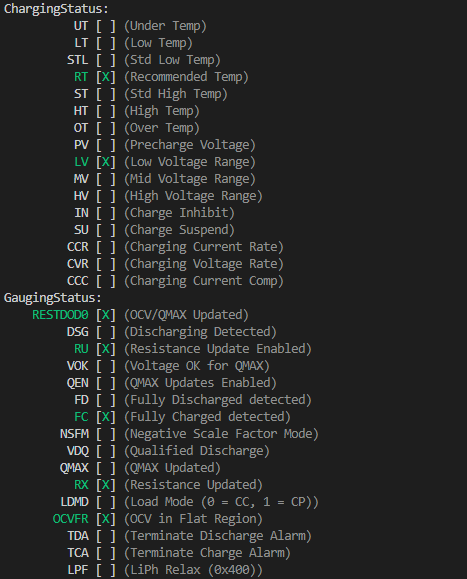 ChargingStatus:
UT [ ] (Under Temp)
LT [ ] (Low Temp)
STL [ ] (Std Low Temp)
RT [X] (Recommended Temp)
ST [ ] (Std High Temp)
HT [ ] (High Temp)
OT [ ] (Over Temp)
PV [ ] (Precharge Voltage)
LV [X] (Low Voltage Range)
MV [ ] (Mid Voltage Range)
HV [ ] (High Voltage Range)
IN [ ] (Charge Inhibit)
SU [ ] (Charge Suspend)
CCR [ ] (Charging Current Rate)
CVR [ ] (Charging Voltage Rate)
CCC [ ] (Charging Current Comp)
GaugingStatus:
RESTDOD0 [X] (OCV/QMAX Updated)
DSG [ ] (Discharging Detected)
RU [X] (Resistance Update Enabled)
VOK [ ] (Voltage OK for QMAX)
QEN [ ] (QMAX Updates Enabled)
FD [ ] (Fully Discharged detected)
FC [X] (Fully Charged detected)
NSFM [ ] (Negative Scale Factor Mode)
VDQ [ ] (Qualified Discharge)
QMAX [ ] (QMAX Updated)
RX [X] (Resistance Updated)
LDMD [ ] (Load Mode (0 = CC, 1 = CP))
OCVFR [X] (OCV in Flat Region)
TDA [ ] (Terminate Discharge Alarm)
TCA [ ] (Terminate Charge Alarm)
LPF [ ] (LiPh Relax (0x400))